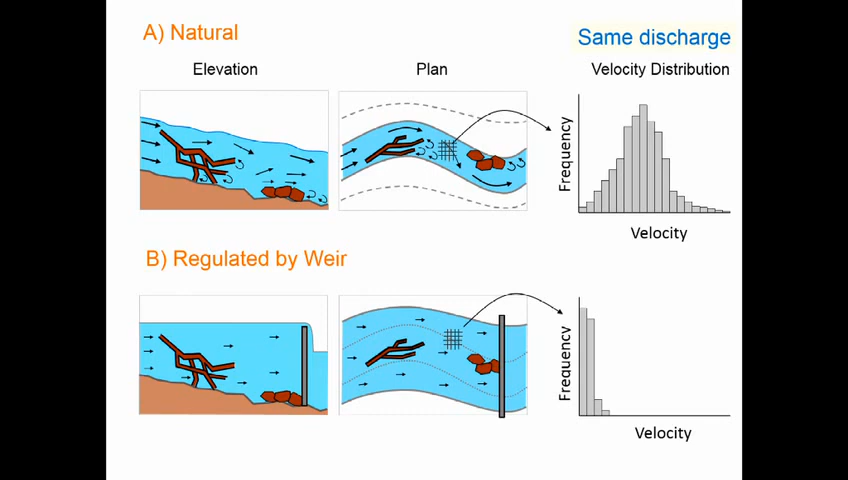 A) Natural
Same discharge
Elevation
Plan
Velocity Distribution
Frequency
Velocity
B) Regulated by Weir
Frequency
Velocity